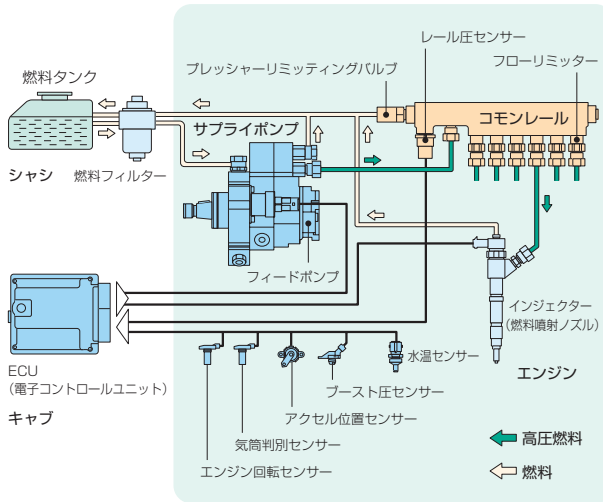 レール圧センサー
フローリミッター
プレッシャーリミッティングバルブ
燃料タンク
コモンレール
サプライポンプ
シャシ
燃料フィルター
フィードポンプ
インジェクター
(燃料噴射ノズル)
水温センサー
ECU
(電子コントロールユニット)
エンジン
ブースト圧センサー
キャブ
アクセル位置センサー
気筒判別センサー
高圧燃料
エンジン回転センサー
燃料